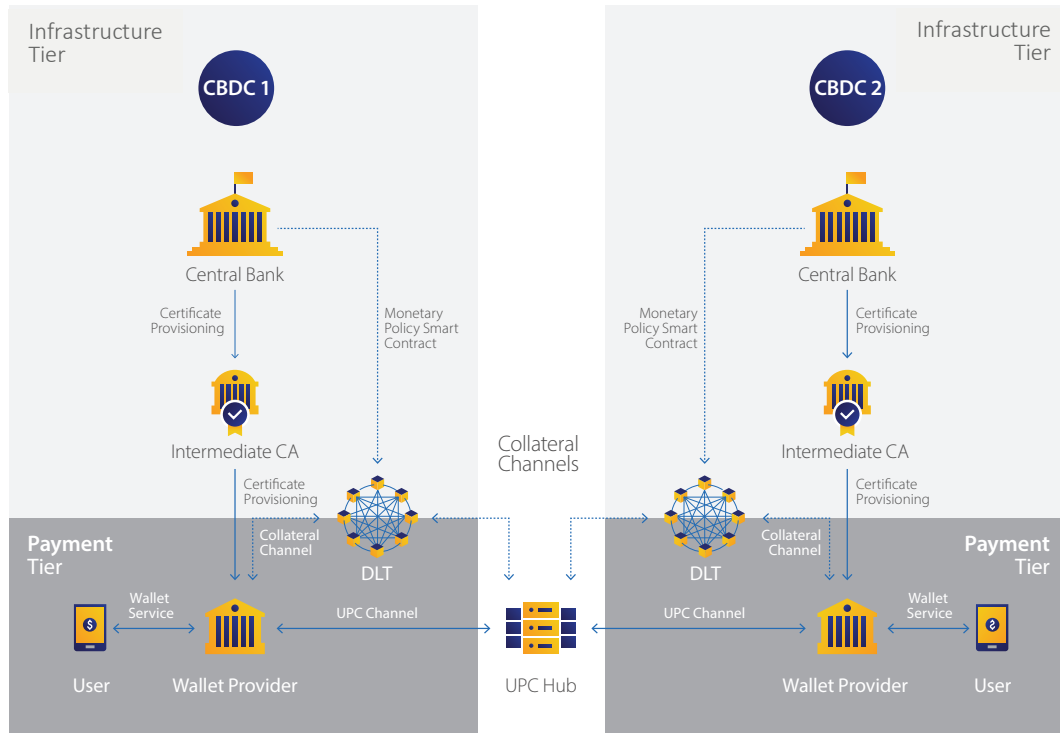 Infrastructure
Tier
CBDC 1
Central Bank
Certificate
Provisioning
Monetary
Policy Smart
Contract
Intermediate CA
Certificate
Provisioning
Payment
Tier
Collateral
Channel
DLT
Wallet
Service
$
User
Wallet Provider
UPC Channel
Collateral
Channels
UPC Hub
Infrastructure
Tier
CBDC 2
Central Bank
Monetary
Policy Smart
Contract
Certificate
Provisioning
Intermediate CA
Certificate
Provisioning
Payment
Tier
Collateral
Channel
DLT
UPC Channel
Wallet
Service
Wallet Provider
User